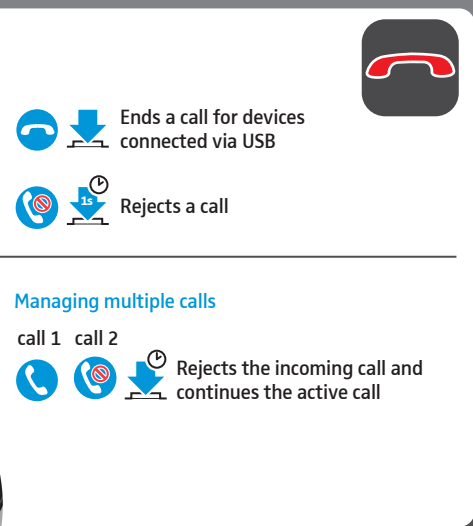 Ends a call for devices
connected via USB
1s
Rejects a call
Managing multiple calls
call 1 call 2
Rejects the incoming call and
continues the active call